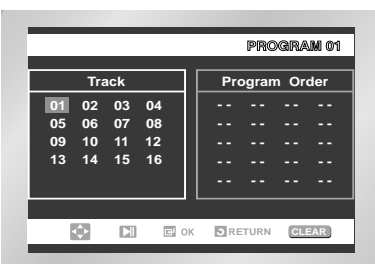 PROGRAM 01
Track Program Order
01 02 03 04 -- -- -- --
05 06 07 08 -- -- -- --
09 10 11 12 -- -- -- --
13 14 15 16 -- -- -- --
-- -- -- --
OK RETURN CLEAR